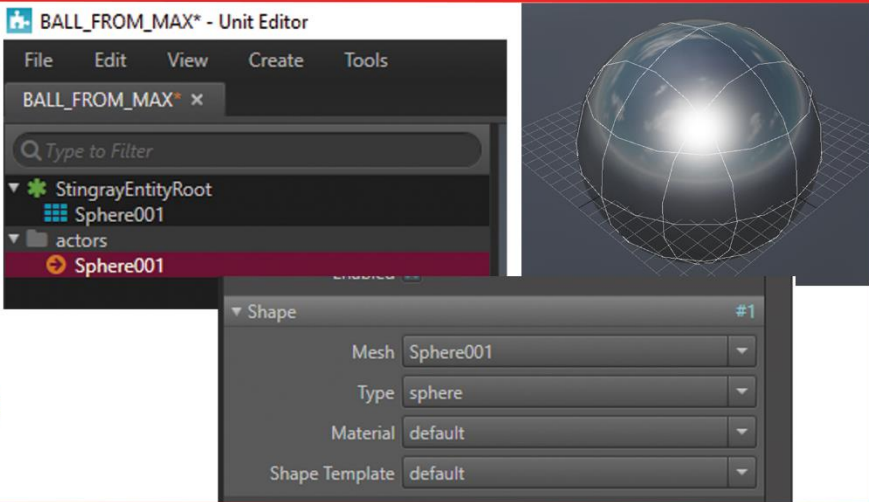 BALL_FROM_MAX* - Unit Editor
File Edit View Create Tools
BALL_FROM_MAX* ×
Type to Filter
StingrayEntityRoot
Sphere001
actors
Sphere001
Enabled
Shape #1
Mesh Sphere001
Type sphere
Material default
Shape Template default